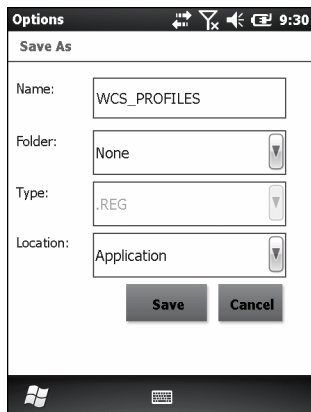 Options 9:30
Save As
Name: WCS_PROFILES
Folder: None
Type: .REG
Location: Application
Save Cancel